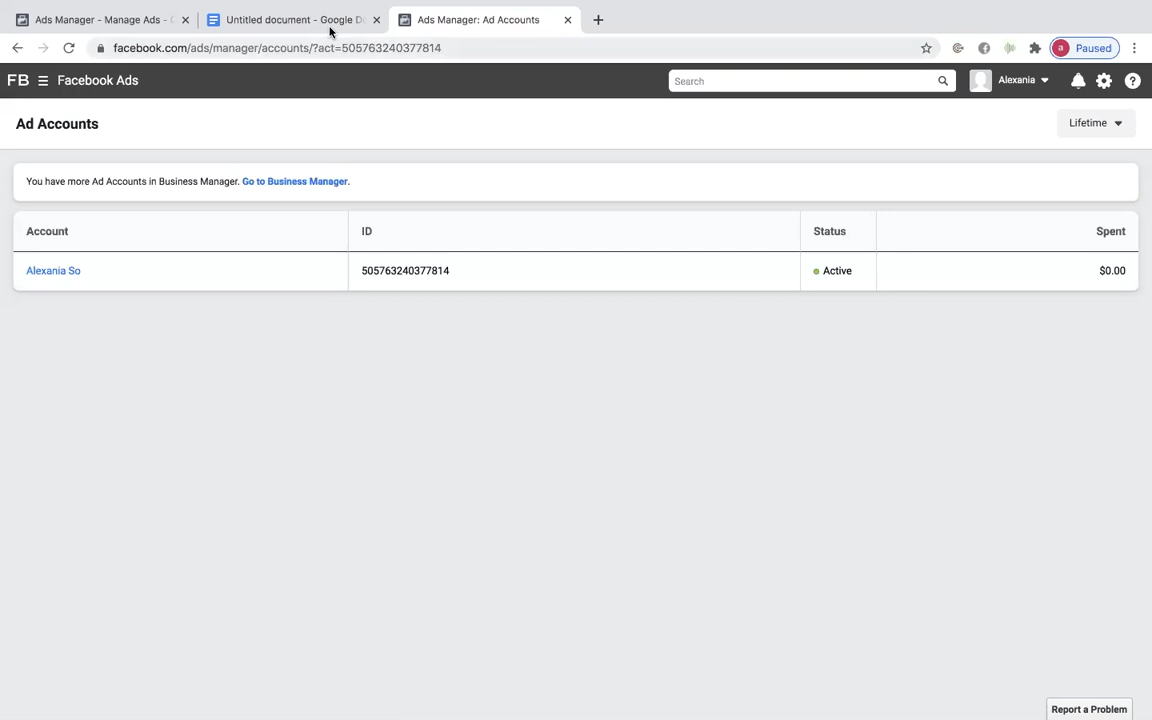 Ads Manager - Manage Ads - Untitled document - Google D Ads Manager: Ad Accounts
facebook.com/ads/manager/accounts/?act=505763240377814 a Paused
FB Facebook Ads Search Alexania
Ad Accounts Lifetime
You have more Ad Accounts in Business Manager. Go to Business Manager.
Account ID Status Spent
Alexania So 505763240377814 Active $0.00
Report a Problem